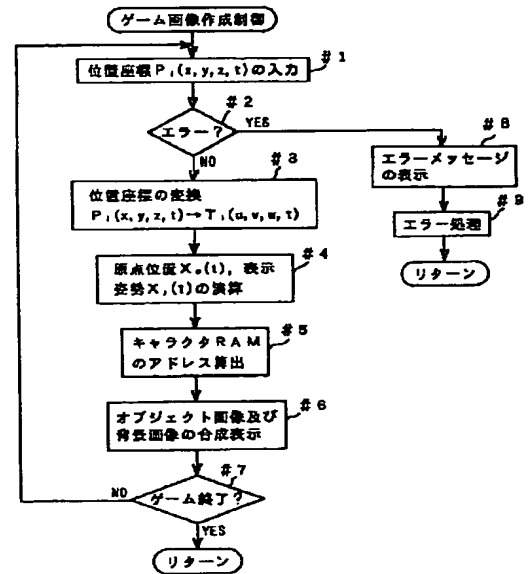 ゲーム画像作成制御
#1
位置座標Pi(x,y,z,t)の入力
#2
エラー?
YES
NO
#3
位置座標の変換
Pi(x,y,z,t)→Ti(u,v,w,t)
#4
原点位置Xo(t),表示
姿勢Xr(t)の演算
#5
キャラクタRAM
のアドレス算出
#6
オブジェクト画像及び
背景画像の合成表示
#7
ゲーム終了?
NO
YES
リターン
#8
エラーメッセージ
の表示
#9
エラー処理
リターン